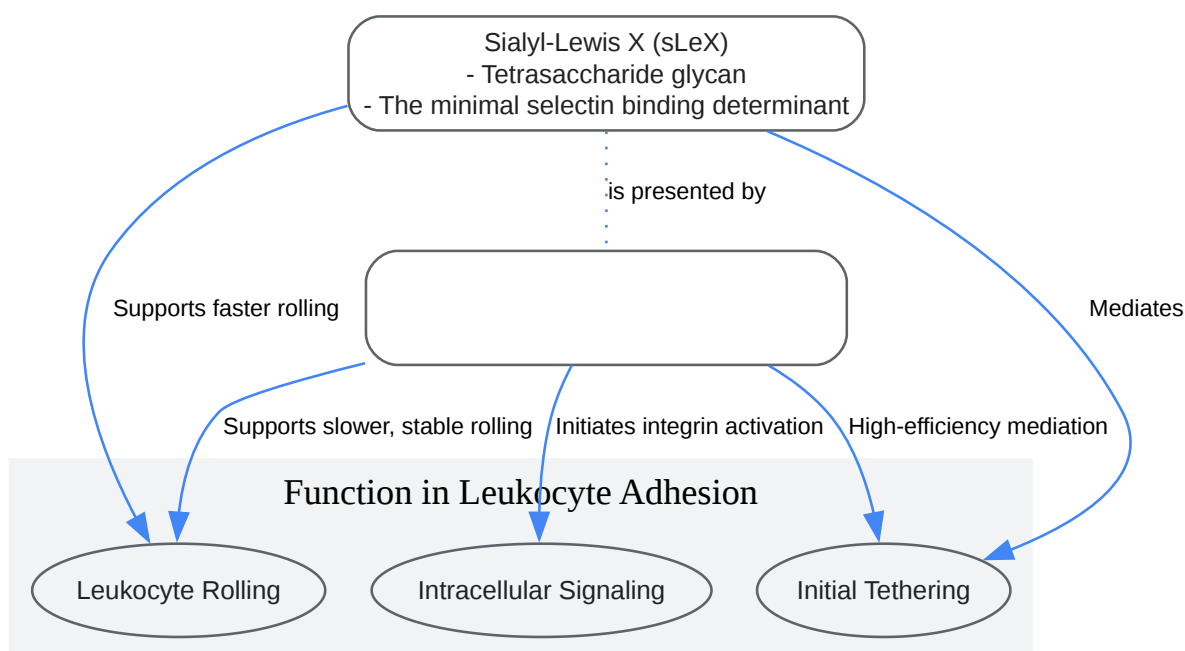 Sialyl-Lewis X (sLeX)
- Tetrasaccharide glycan
- The minimal selectin binding determinant
is presented by
Supports faster rolling
Mediates
Supports slower, stable rolling
Initiates integrin activation
High-efficiency mediation
Function in Leukocyte Adhesion
Leukocyte Rolling
Intracellular Signaling
Initial Tethering